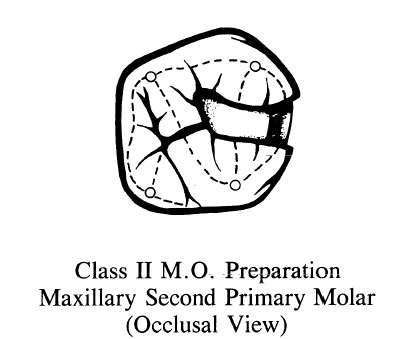 Class II M.O. Preparation
Maxillary Second Primary Molar
(Occlusal View)